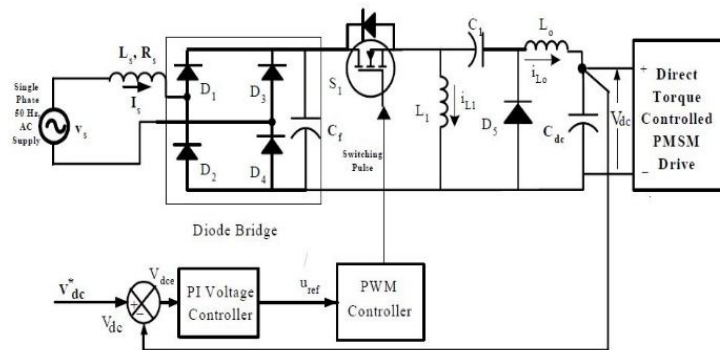 L_s, R_s
I_s
Single
Phase
50 Hz,
AC
Supply
v_s
D_1
D_3
D_2
D_4
C_f
Diode Bridge
S_1
Switching
Pulse
L_1
i_L1
C_1
D_5
L_o
i_Lo
C_dc
+
V_dc
−
Direct
Torque
Controlled
PMSM
Drive
V*_dc
+
−
V_dc
V_dce
PI Voltage
Controller
u_ref
PWM
Controller